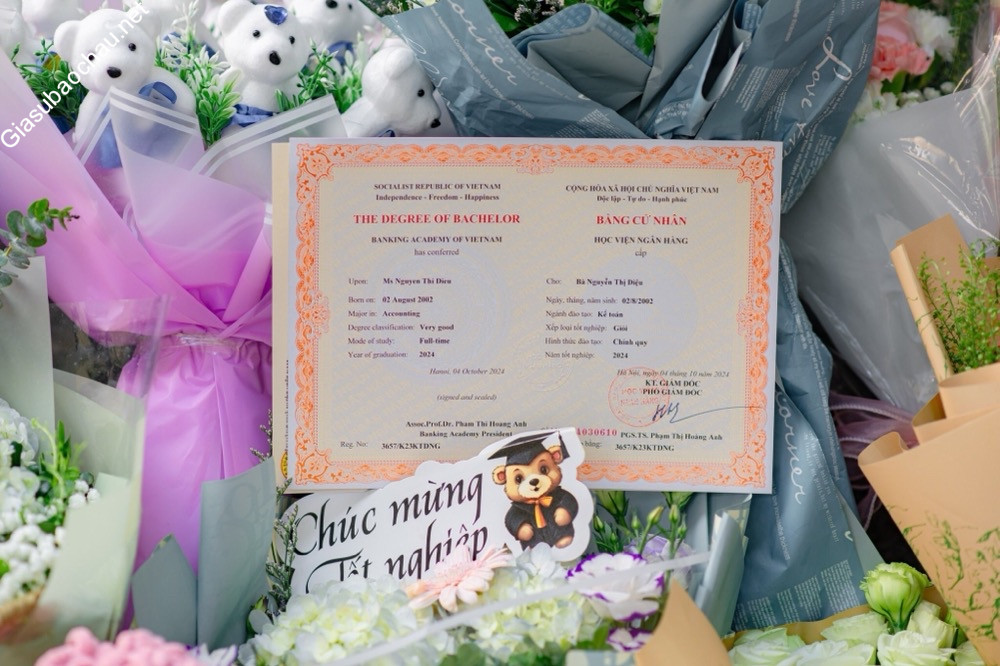 Giasubacchau.net
SOCIALIST REPUBLIC OF VIETNAM
Independence - Freedom - Happiness
THE DEGREE OF BACHELOR
BANKING ACADEMY OF VIETNAM
has conferred
Upon: Ms Nguyen Thi Dieu
Born on: 02 August 2002
Major in: Accounting
Degree classification: Very good
Mode of study: Full-time
Year of graduation: 2024
Hanoi, 04 October 2024
(signed and sealed)
Assoc.Prof.Dr. Pham Thi Hoang Anh
Banking Academy President
Reg. No: 3657/K23KTDNG
CỘNG HÒA XÃ HỘI CHỦ NGHĨA VIỆT NAM
Độc lập - Tự do - Hạnh phúc
BẰNG CỬ NHÂN
HỌC VIỆN NGÂN HÀNG
cấp
Cho: Bà Nguyễn Thị Diệu
Ngày, tháng, năm sinh: 02/8/2002
Ngành đào tạo: Kế toán
Xếp loại tốt nghiệp: Giỏi
Hình thức đào tạo: Chính quy
Năm tốt nghiệp: 2024
Hà Nội, ngày 04 tháng 10 năm 2024
KT. GIÁM ĐỐC
PHÓ GIÁM ĐỐC
A030610
PGS.TS. Phạm Thị Hoàng Anh
bằng: 3657/K23KTDNG
Chúc mừng
Tốt nghiệp